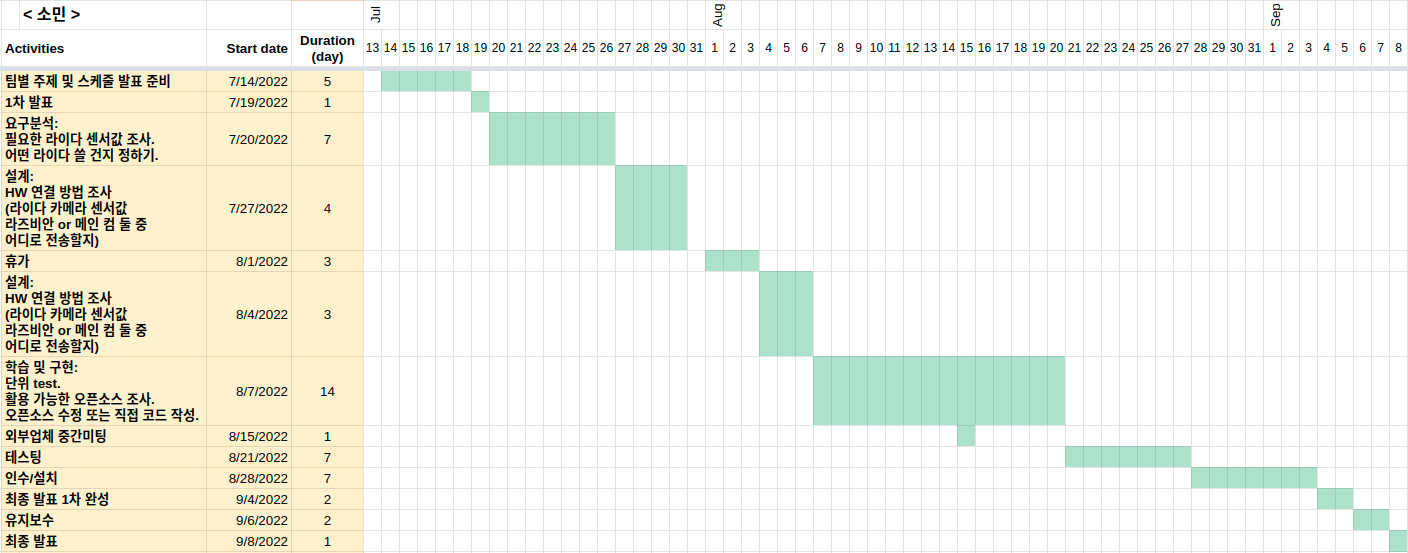 < 소민 >
Jul
Aug
Sep
Activities Start date Duration (day) 13 14 15 16 17 18 19 20 21 22 23 24 25 26 27 28 29 30 31 1 2 3 4 5 6 7 8 9 10 11 12 13 14 15 16 17 18 19 20 21 22 23 24 25 26 27 28 29 30 31 1 2 3 4 5 6 7 8
팀별 주제 및 스케줄 발표 준비 7/14/2022 5
1차 발표 7/19/2022 1
요구분석:
필요한 라이다 센서값 조사. 7/20/2022 7
어떤 라이다 쓸 건지 정하기.
설계:
HW 연결 방법 조사
(라이다 카메라 센서값 7/27/2022 4
라즈비안 or 메인 컴 둘 중
어디로 전송할지)
휴가 8/1/2022 3
설계:
HW 연결 방법 조사
(라이다 카메라 센서값 8/4/2022 3
라즈비안 or 메인 컴 둘 중
어디로 전송할지)
학습 및 구현:
단위 test. 8/7/2022 14
활용 가능한 오픈소스 조사.
오픈소스 수정 또는 직접 코드 작성.
외부업체 중간미팅 8/15/2022 1
테스팅 8/21/2022 7
인수/설치 8/28/2022 7
최종 발표 1차 완성 9/4/2022 2
유지보수 9/6/2022 2
최종 발표 9/8/2022 1